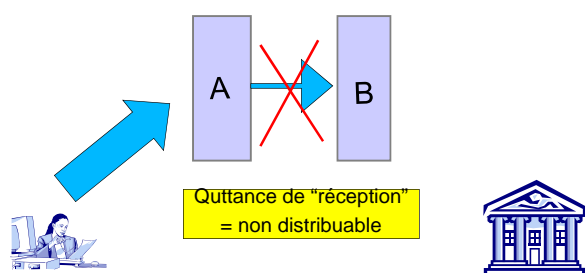 A
B
Quttance de “réception”
= non distribuable